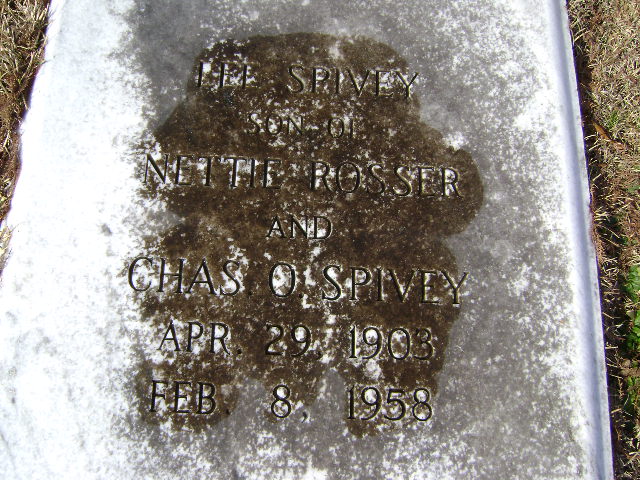 LEE SPIVEY
SON OF
NETTIE ROSSER
AND
CHAS. O. SPIVEY
APR. 29, 1903
FEB. 8, 1958